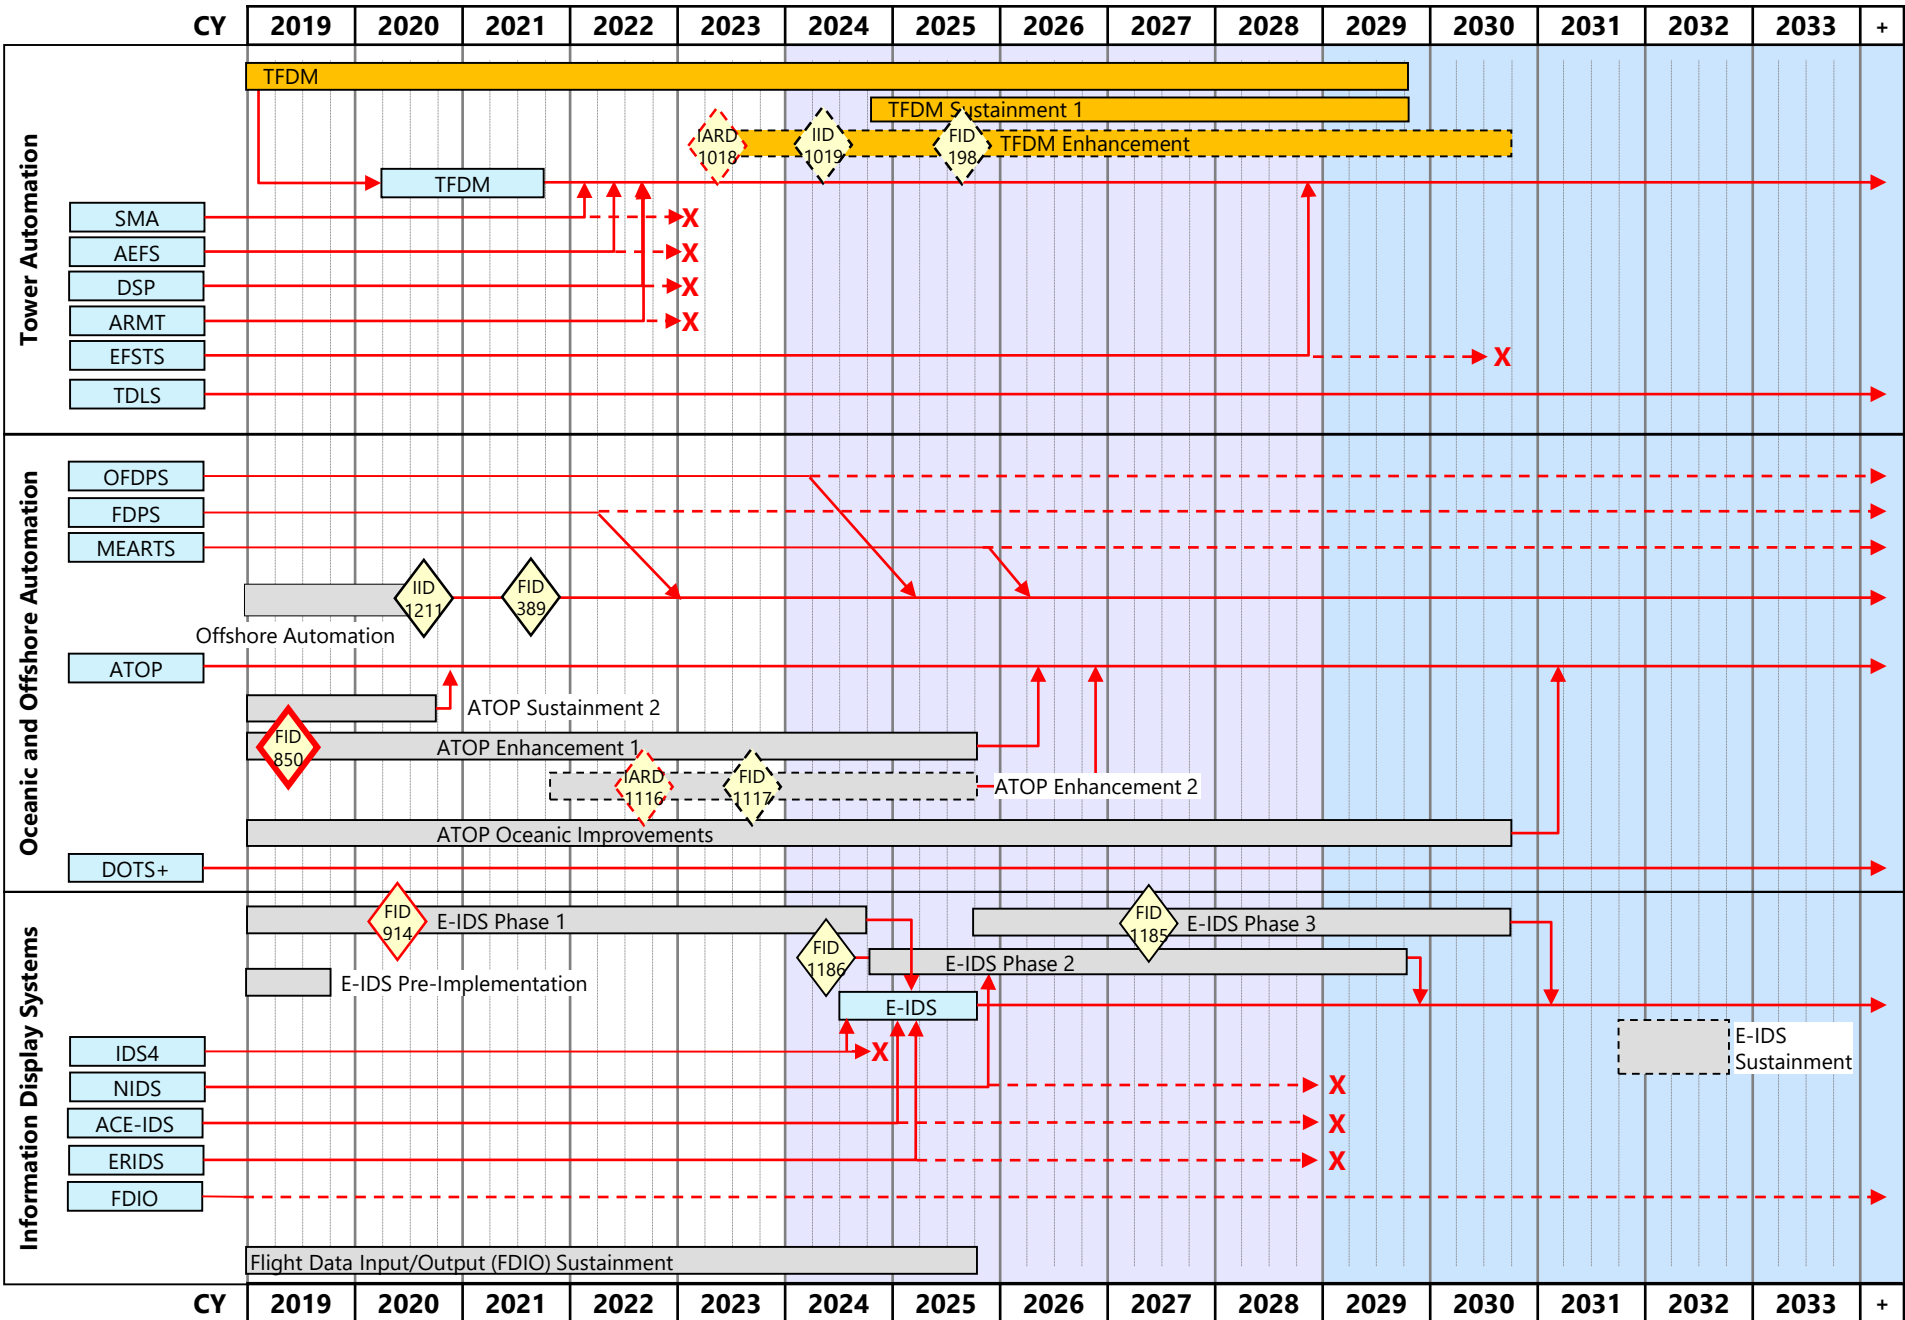 CY 2019 2020 2021 2022 2023 2024 2025 2026 2027 2028 2029 2030 2031 2032 2033 +
Tower Automation
TFDM
TFDM Sustainment 1
IARD
1018
IID
1019
FID
198
TFDM Enhancement
TFDM
SMA
X
AEFS
X
DSP
X
ARMT
X
EFSTS
X
TDLS
Oceanic and Offshore Automation
OFDPS
FDPS
MEARTS
IID
1211
FID
389
Offshore Automation
ATOP
ATOP Sustainment 2
FID
850
ATOP Enhancement 1
IARD
1116
FID
1117
ATOP Enhancement 2
ATOP Oceanic Improvements
DOTS+
Information Display Systems
FID
914
E-IDS Phase 1
FID
1185
E-IDS Phase 3
FID
1186
E-IDS Phase 2
E-IDS Pre-Implementation
E-IDS
E-IDS
Sustainment
IDS4
X
NIDS
X
ACE-IDS
X
ERIDS
X
FDIO
Flight Data Input/Output (FDIO) Sustainment
CY 2019 2020 2021 2022 2023 2024 2025 2026 2027 2028 2029 2030 2031 2032 2033 +